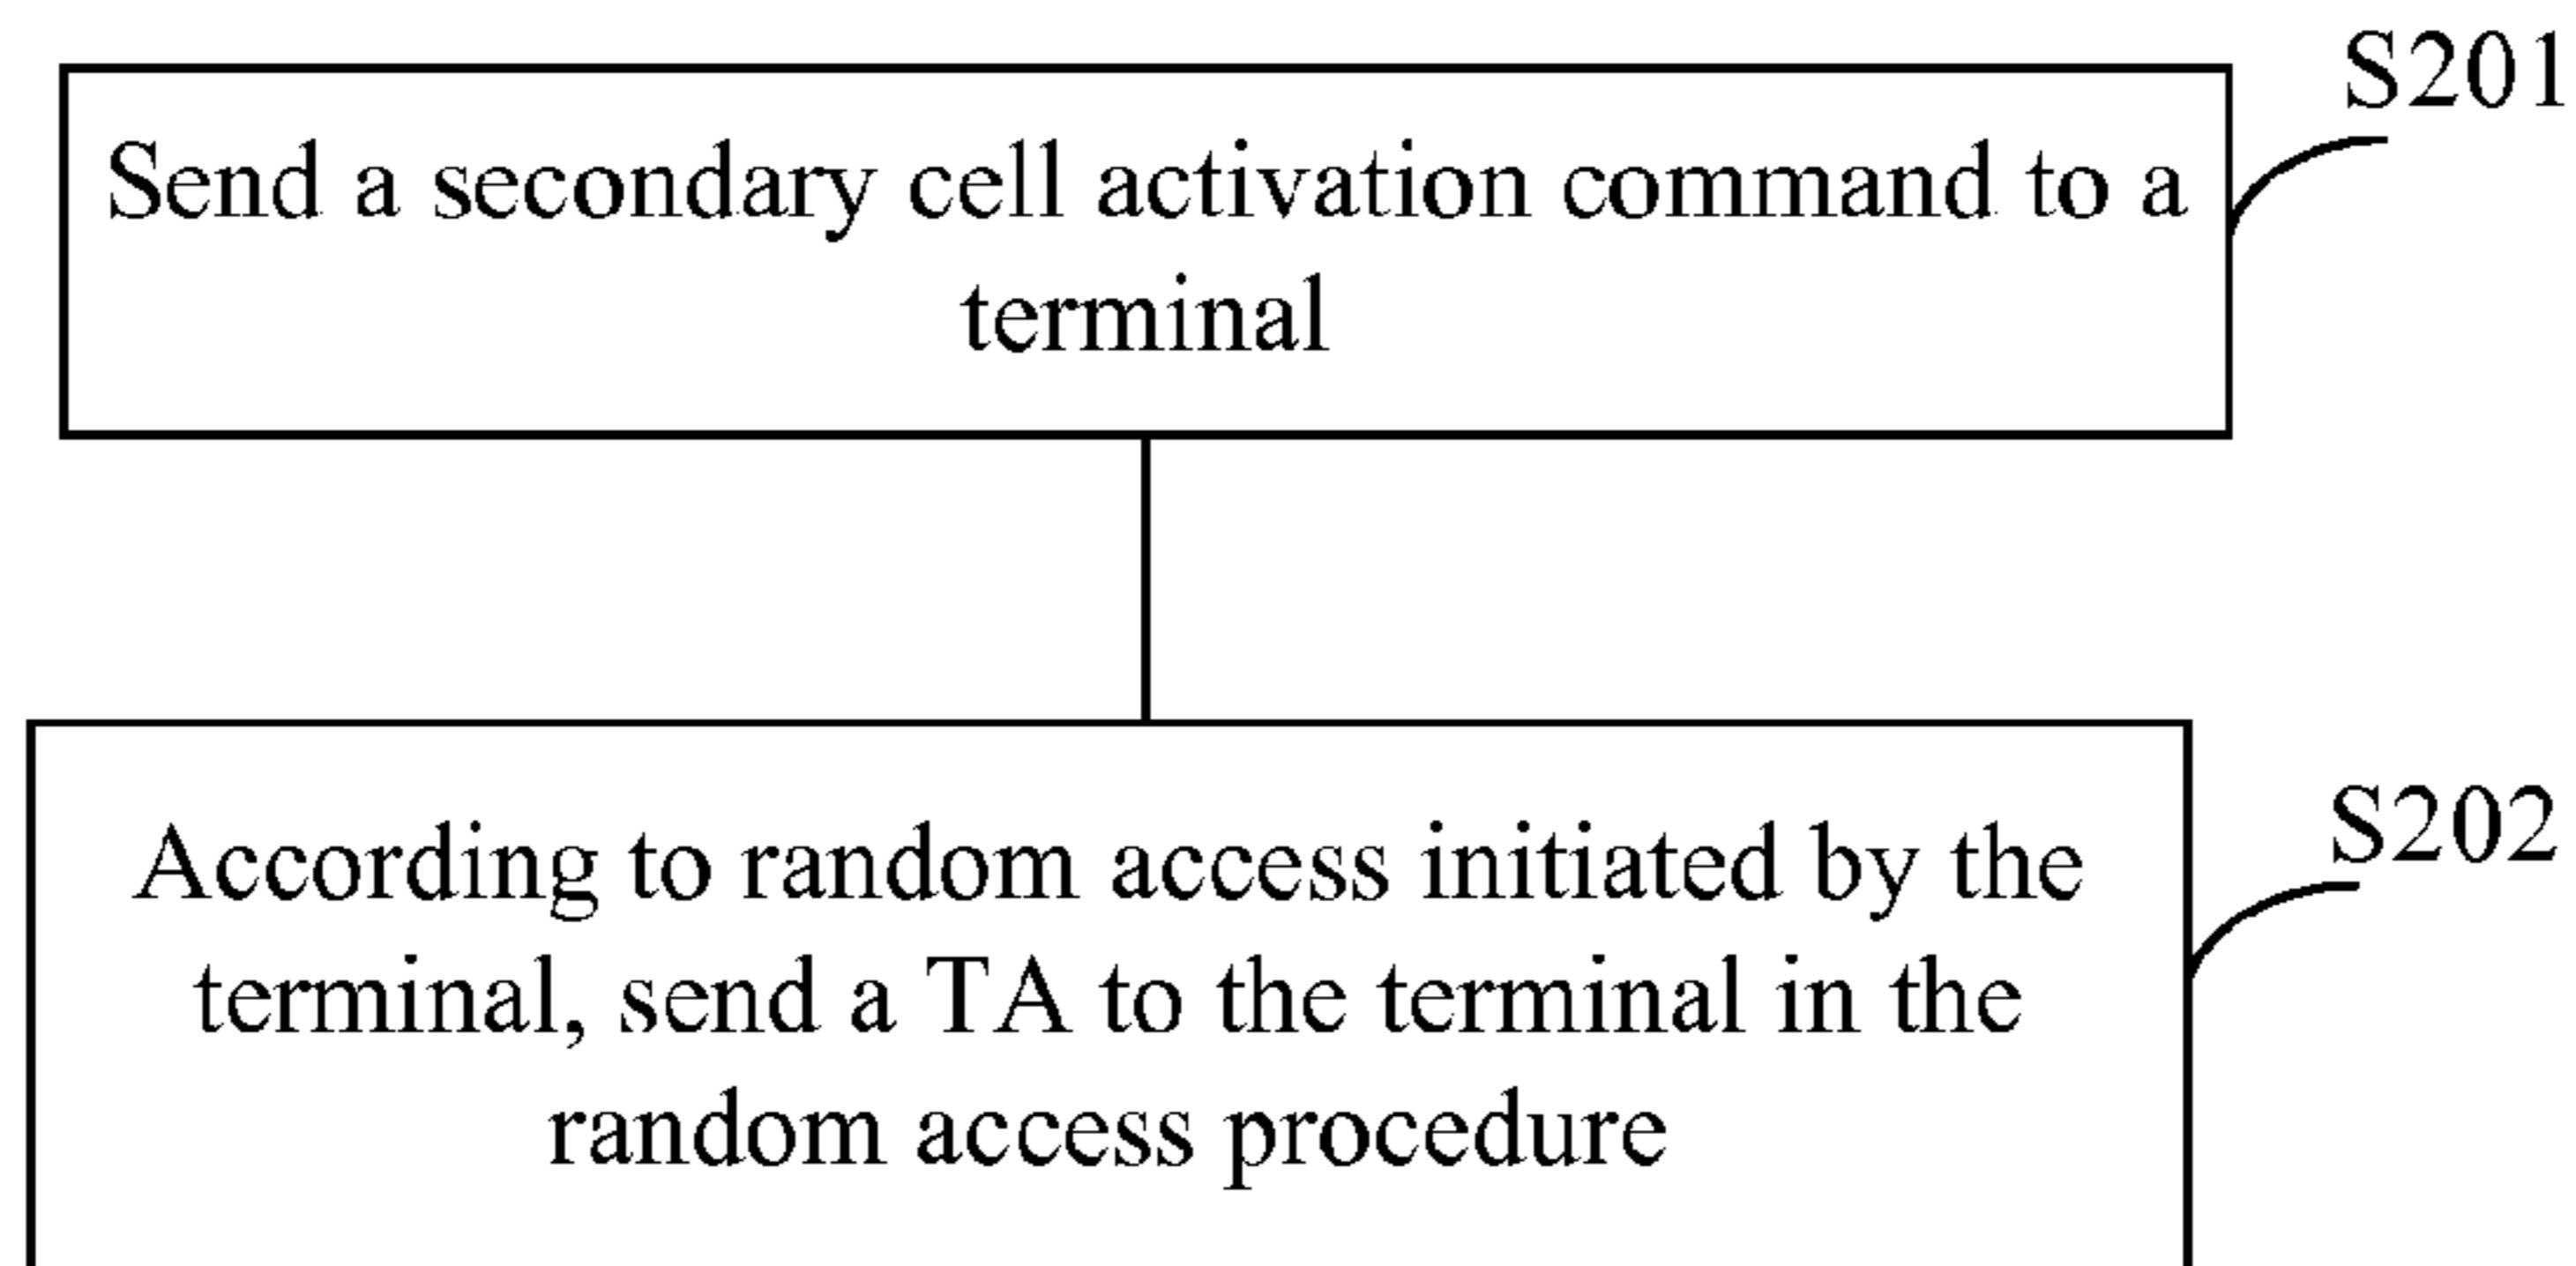 S201
Send a secondary cell activation command to a
terminal
S202
According to random access initiated by the
terminal, send a TA to the terminal in the
random access procedure